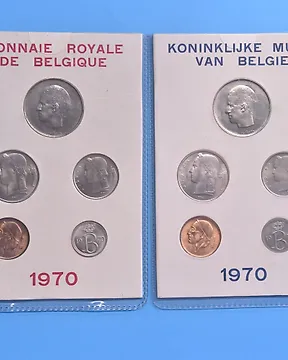 ONNAIE ROYALE
DE BELGIQUE
1970
KONINKLIJKE MU
VAN BELGIE
1970